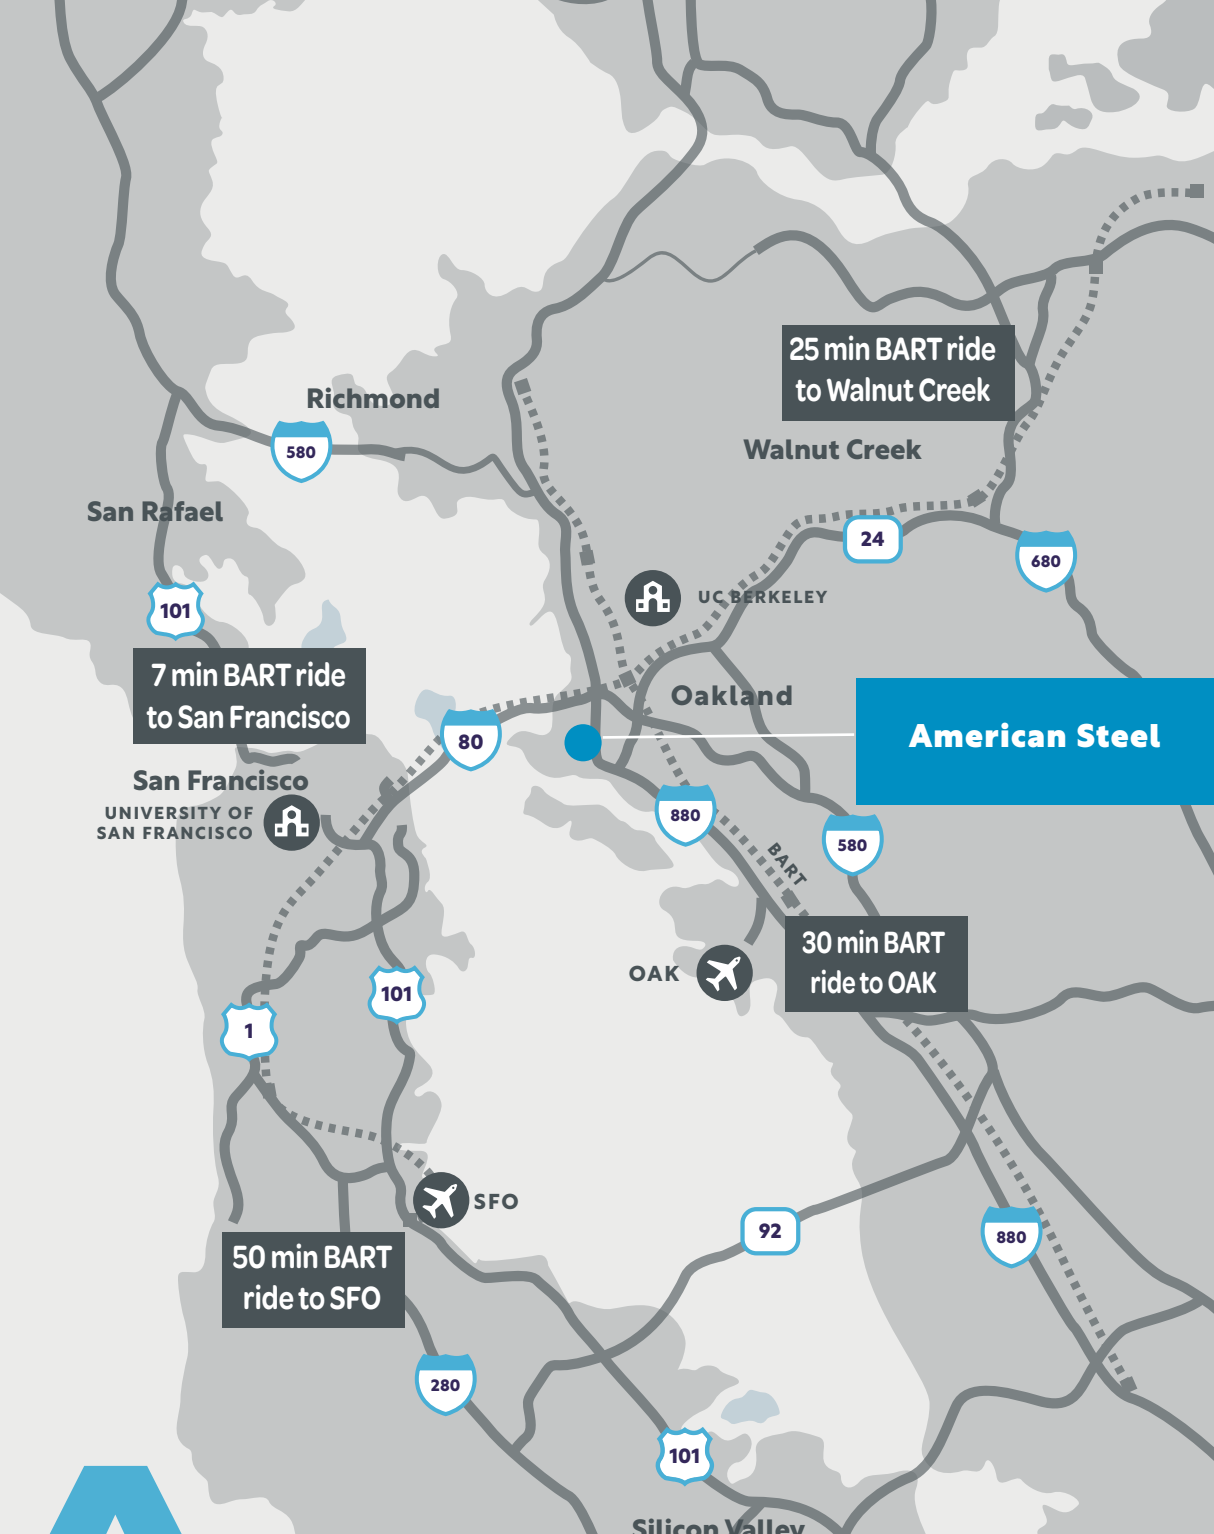 25 min BART ride
to Walnut Creek
Richmond
580
Walnut Creek
San Rafael
24
680
101
UC BERKELEY
7 min BART ride
to San Francisco
Oakland
American Steel
80
San Francisco
UNIVERSITY OF
SAN FRANCISCO
880
580
BART
30 min BART
ride to OAK
OAK
101
1
SFO
92
880
50 min BART
ride to SFO
280
101
Silicon Valley